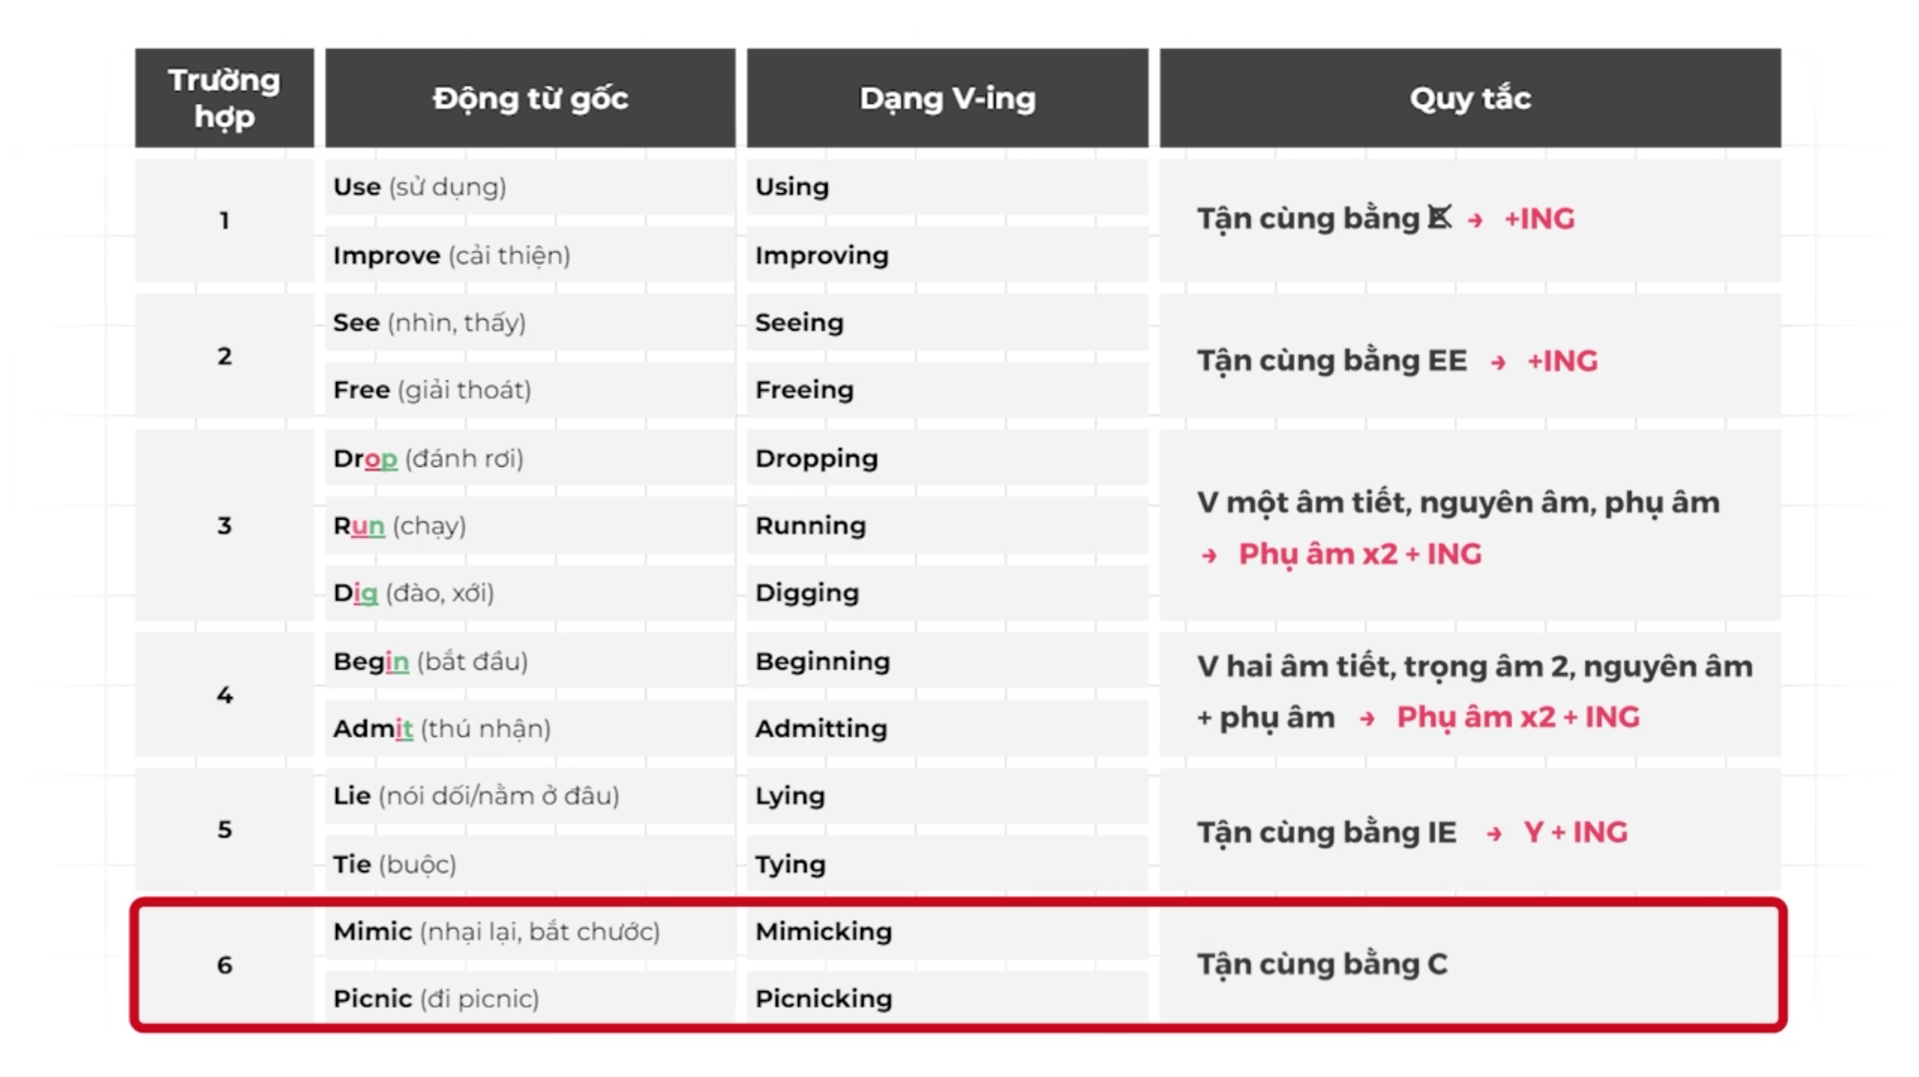 Trường hợp
Động từ gốc
Dạng V-ing
Quy tắc
1
Use (sử dụng)
Using
Improve (cải thiện)
Improving
Tận cùng bằng E → +ING
2
See (nhìn, thấy)
Seeing
Free (giải thoát)
Freeing
Tận cùng bằng EE → +ING
3
Drop (đánh rơi)
Dropping
Run (chạy)
Running
Dig (đào, xới)
Digging
V một âm tiết, nguyên âm, phụ âm
→ Phụ âm x2 + ING
4
Begin (bắt đầu)
Beginning
Admit (thú nhận)
Admitting
V hai âm tiết, trọng âm 2, nguyên âm
+ phụ âm → Phụ âm x2 + ING
5
Lie (nói dối/nằm ở đâu)
Lying
Tie (buộc)
Tying
Tận cùng bằng IE → Y + ING
6
Mimic (nhại lại, bắt chước)
Mimicking
Picnic (đi picnic)
Picnicking
Tận cùng bằng C